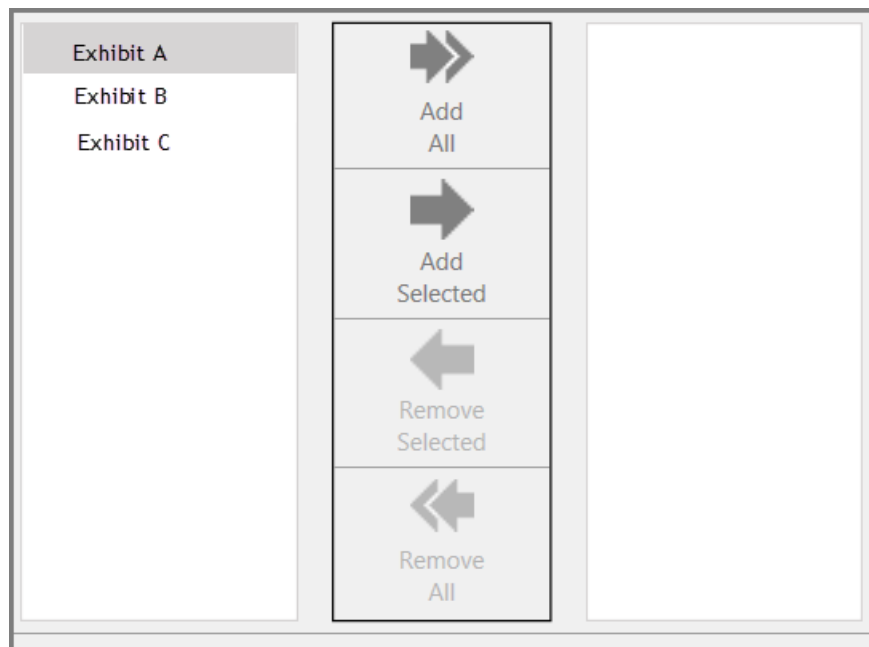 Exhibit A
Exhibit B
Exhibit C
Add
All
Add
Selected
Remove
Selected
Remove
All